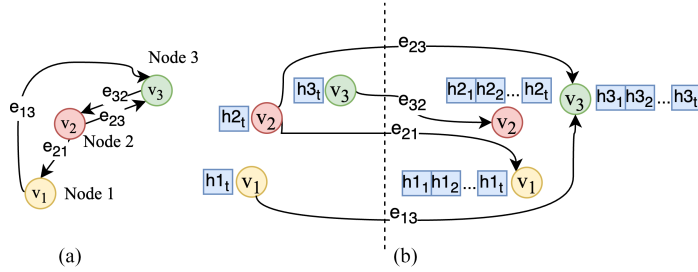 Node 3
e13
e32
v3
v2
e23
Node 2
e21
v1
Node 1
(a)
e23
h3t
v3
h21 h22 ... h2t
v3
h31 h32 ... h3t
e32
h2t
v2
v2
e21
h1t
v1
h11 h12 ... h1t
v1
e13
(b)